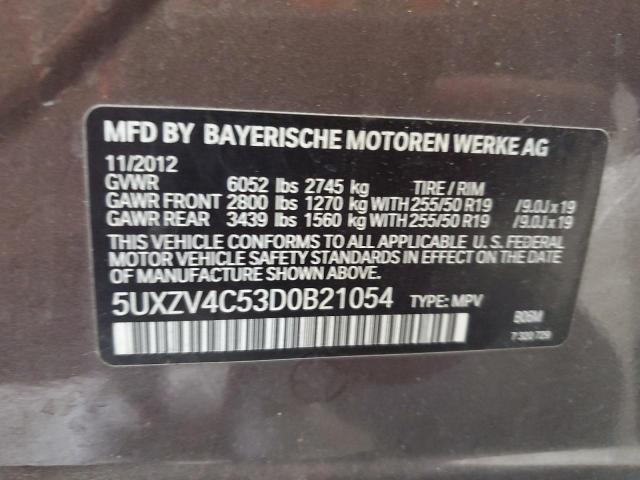 MFD BY BAYERISCHE MOTOREN WERKE AG
11/2012
GVWR 6052 lbs 2745 kg TIRE / RIM
GAWR FRONT 2800 lbs 1270 kg WITH 255/50 R19 /9.0J x 19
GAWR REAR 3439 lbs 1560 kg WITH 255/50 R19 /9.0J x 19
THIS VEHICLE CONFORMS TO ALL APPLICABLE U. S. FEDERAL
MOTOR VEHICLE SAFETY STANDARDS IN EFFECT ON THE DATE OF
MANUFACTURE SHOWN ABOVE.
5UXZV4C53D0B21054 TYPE: MPV B06M
7 320 729